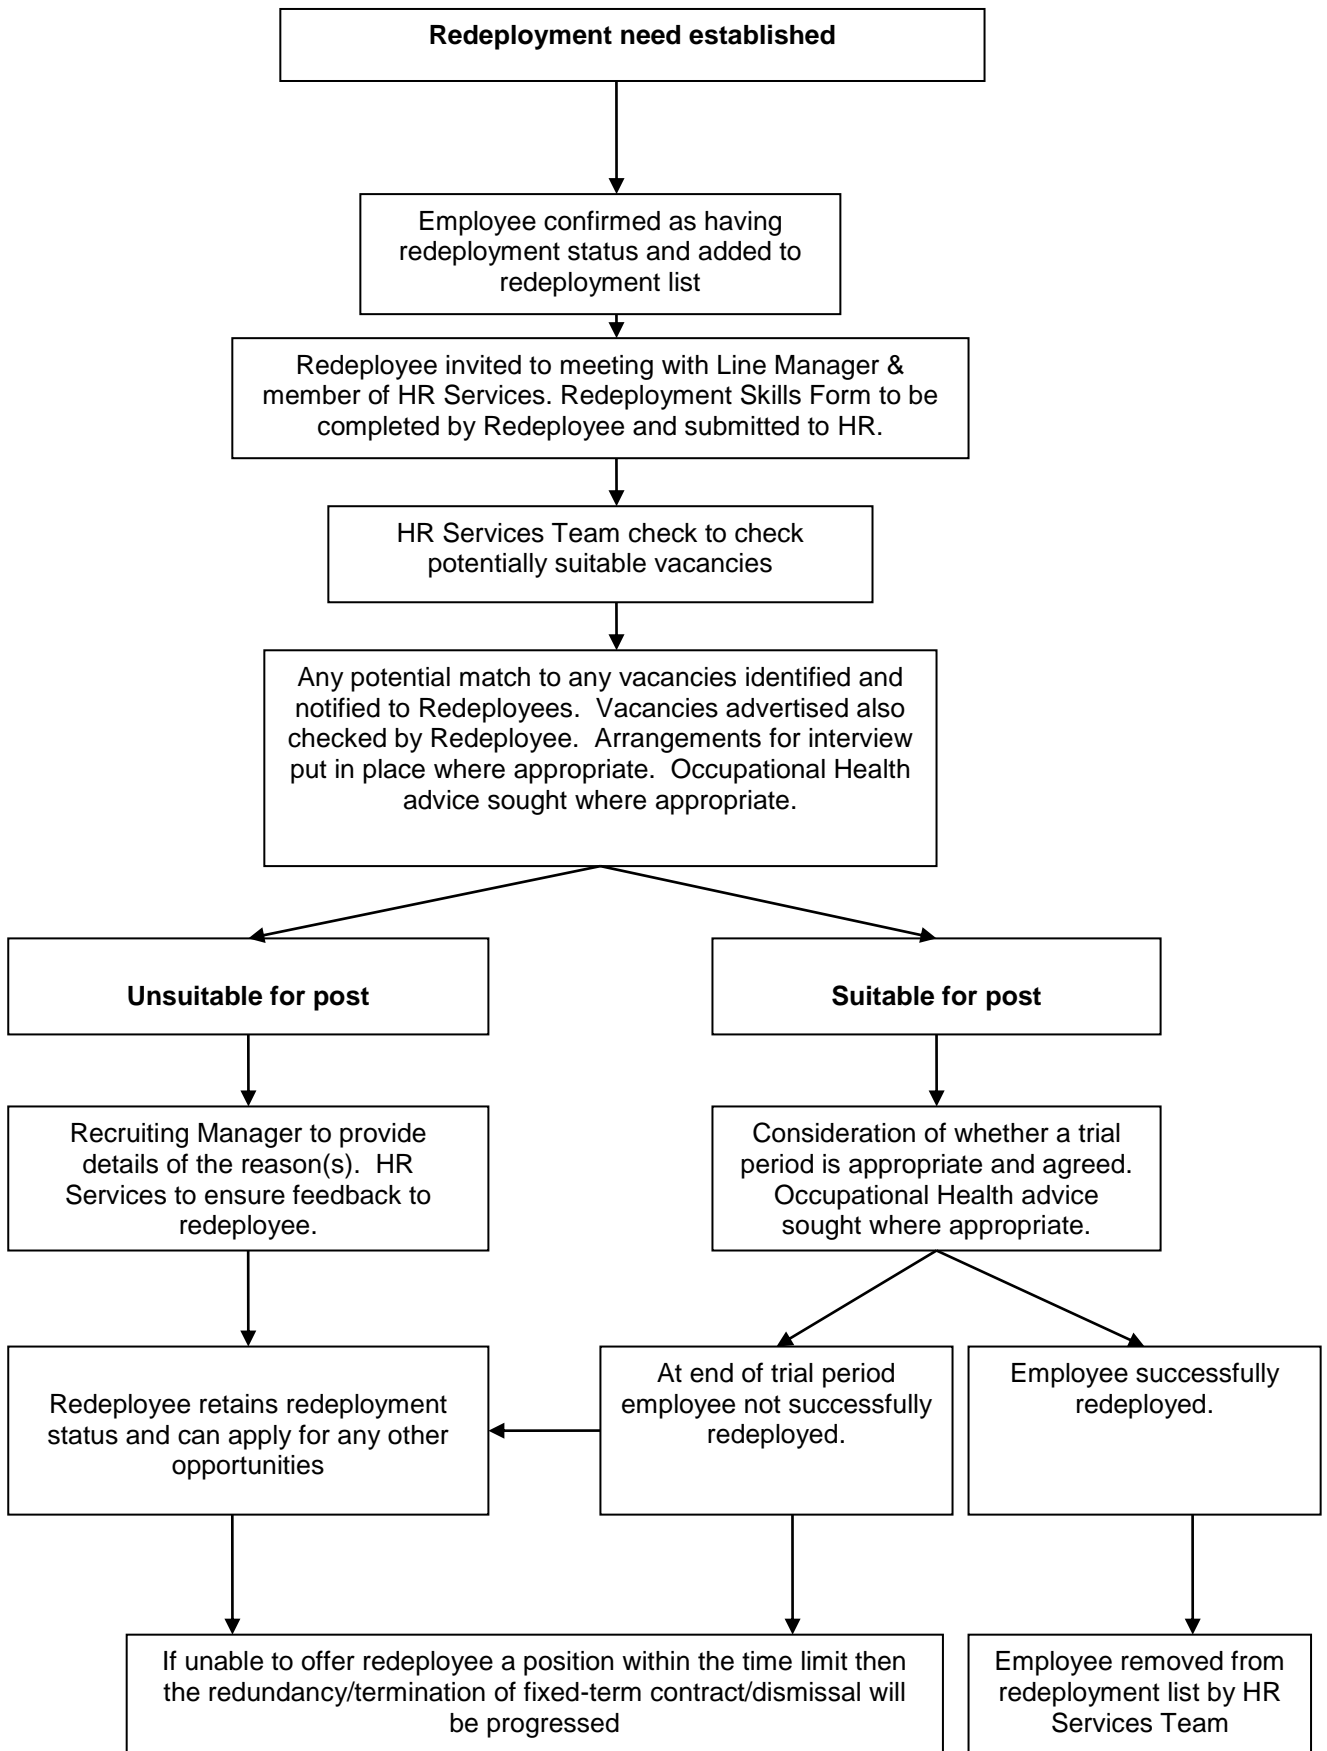 Redeployment need established
Employee confirmed as having
redeployment status and added to
redeployment list
Redeployee invited to meeting with Line Manager &
member of HR Services. Redeployment Skills Form to be
completed by Redeployee and submitted to HR.
HR Services Team check to check
potentially suitable vacancies
Any potential match to any vacancies identified and
notified to Redeployees.  Vacancies advertised also
checked by Redeployee.  Arrangements for interview
put in place where appropriate.  Occupational Health
advice sought where appropriate.
Unsuitable for post
Suitable for post
Recruiting Manager to provide
details of the reason(s).  HR
Services to ensure feedback to
redeployee.
Consideration of whether a trial
period is appropriate and agreed.
Occupational Health advice
sought where appropriate.
Redeployee retains redeployment
status and can apply for any other
opportunities
At end of trial period
employee not successfully
redeployed.
Employee successfully
redeployed.
If unable to offer redeployee a position within the time limit then
the redundancy/termination of fixed-term contract/dismissal will
be progressed
Employee removed from
redeployment list by HR
Services Team